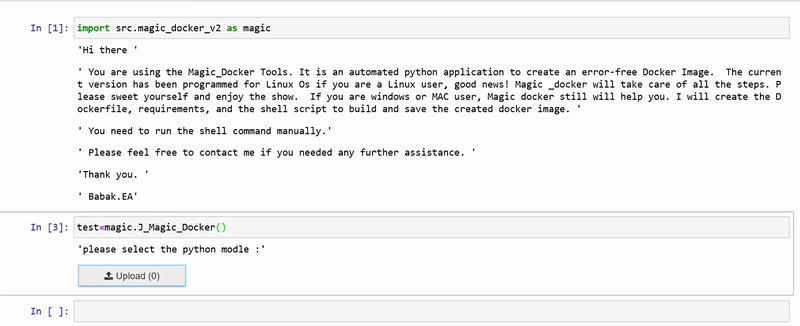 In [1]: import src.magic_docker_v2 as magic
'Hi there '
' You are using the Magic_Docker Tools. It is an automated python application to create an error-free Docker Image.  The curren
t version has been programmed for Linux Os if you are a Linux user, good news! Magic _docker will take care of all the steps. P
lease sweet yourself and enjoy the show.  If you are windows or MAC user, Magic docker still will help you. I will create the D
ockerfile, requirements, and the shell script to build and save the created docker image. '
' You need to run the shell command manually.'
' Please feel free to contact me if you needed any further assistance. '
'Thank you. '
' Babak.EA'
In [3]: test=magic.J_Magic_Docker()
'please select the python modle :'
Upload (0)
In [ ]: